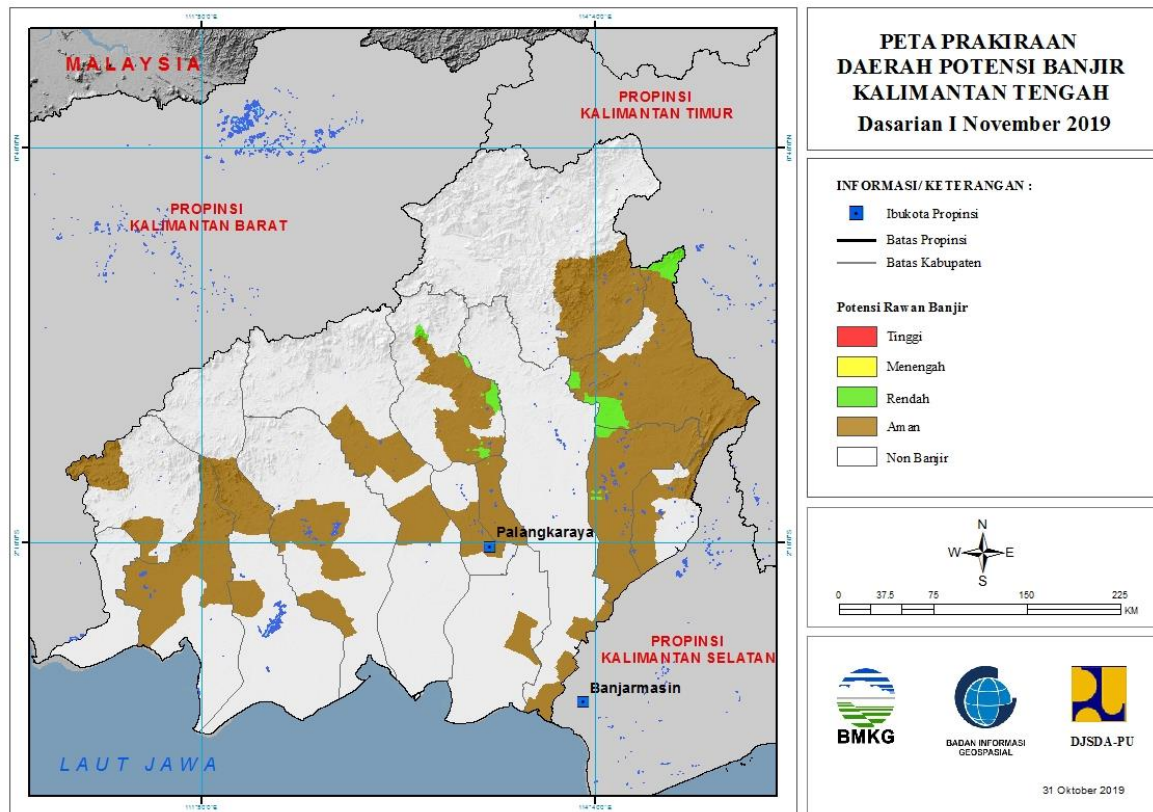 PETA PRAKIRAAN
DAERAH POTENSI BANJIR
KALIMANTAN TENGAH
Dasarian I November 2019
MALAYSIA
PROPINSI
KALIMANTAN TIMUR
PROPINSI
KALIMANTAN BARAT
Palangkaraya
PROPINSI
KALIMANTAN SELATAN
Banjarmasin
LAUT JAWA
INFORMASI/ KETERANGAN :
Ibukota Propinsi
Batas Propinsi
Batas Kabupaten
Potensi Rawan Banjir
Tinggi
Menengah
Rendah
Aman
Non Banjir
N
W E
S
0 37.5 75 150 225
KM
BMKG
BADAN INFORMASI
GEOSPASIAL
DJSDA-PU
31 Oktober 2019